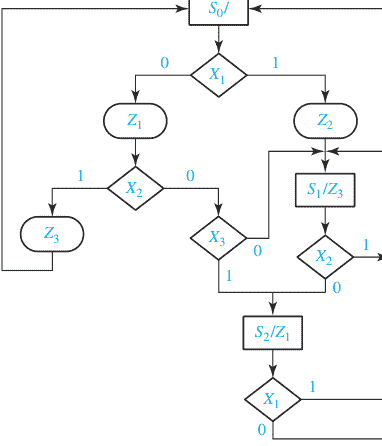 S₀/
0 X₁ 1
Z₁ Z₂
1 X₂ 0
S₁/Z₃
Z₃ X₃ 0 X₂ 1
1 0
S₂/Z₁
X₁ 1
0